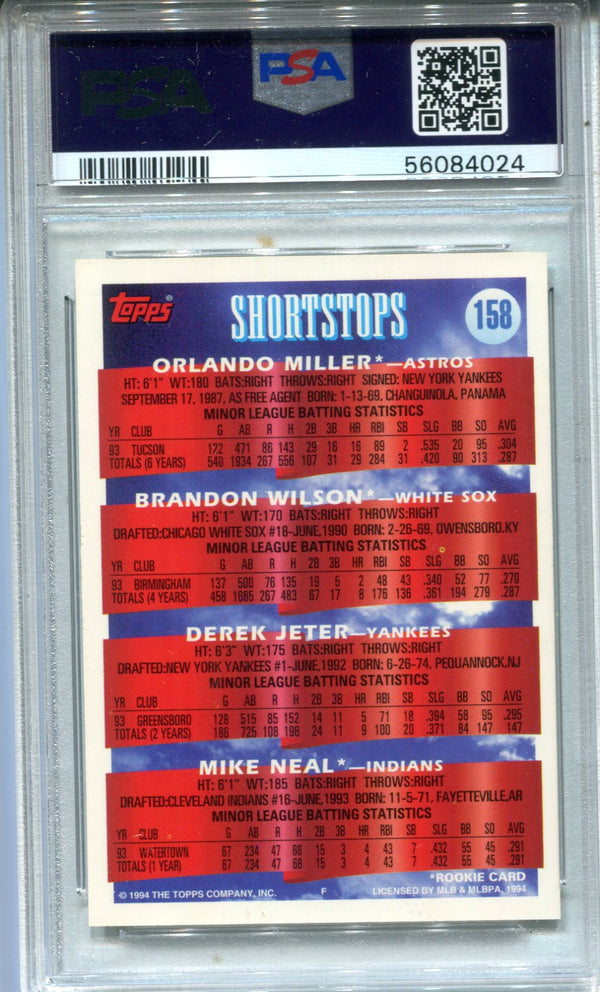 PSA
PSA
56084024
TOPPS®
SHORTSTOPS
158
ORLANDO MILLER*—ASTROS
HT: 6'1" WT:180 BATS:RIGHT THROWS:RIGHT SIGNED: NEW YORK YANKEES
SEPTEMBER 17, 1987, AS FREE AGENT BORN: 1-13-69, CHANGUINOLA, PANAMA
MINOR LEAGUE BATTING STATISTICS
YR CLUB G AB R H 2B 3B HR RBI SB SLG BB SO AVG
93 TUCSON 122 471 86 143 29 16 16 89 2 .535 20 95 .304
TOTALS (6 YEARS) 540 1934 267 556 107 31 29 284 31 .420 90 313 .287
BRANDON WILSON*—WHITE SOX
HT: 6'1" WT:170 BATS:RIGHT THROWS:RIGHT
DRAFTED:CHICAGO WHITE SOX #18-JUNE,1990 BORN: 2-26-69, OWENSBORO,KY
MINOR LEAGUE BATTING STATISTICS
YR CLUB G AB R H 2B 3B HR RBI SB SLG BB SO AVG
93 BIRMINGHAM 137 500 76 135 19 5 2 48 43 .340 52 77 .270
TOTALS (4 YEARS) 458 1685 267 483 67 17 8 176 136 .361 194 279 .287
DEREK JETER—YANKEES
HT: 6'3" WT:175 BATS:RIGHT THROWS:RIGHT
DRAFTED:NEW YORK YANKEES #1-JUNE,1992 BORN: 6-26-74, PEQUANNOCK,NJ
MINOR LEAGUE BATTING STATISTICS
YR CLUB G AB R H 2B 3B HR RBI SB SLG BB SO AVG
93 GREENSBORO 128 515 85 152 14 11 5 71 18 .394 58 95 .295
TOTALS (2 YEARS) 186 725 108 196 24 11 9 100 20 .371 84 147 .147
MIKE NEAL*—INDIANS
HT: 6'1" WT:185 BATS:RIGHT THROWS:RIGHT
DRAFTED:CLEVELAND INDIANS #16-JUNE,1993 BORN: 11-5-71, FAYETTEVILLE,AR
MINOR LEAGUE BATTING STATISTICS
YR CLUB G AB R H 2B 3B HR RBI SB SLG BB SO AVG
93 WATERTOWN 67 234 47 68 15 3 4 43 7 .432 55 45 .291
TOTALS (1 YEAR) 67 234 47 68 15 3 4 43 7 .432 55 45 .291
*ROOKIE CARD
© 1994 THE TOPPS COMPANY, INC. F LICENSED BY MLB & MLBPA, 1994